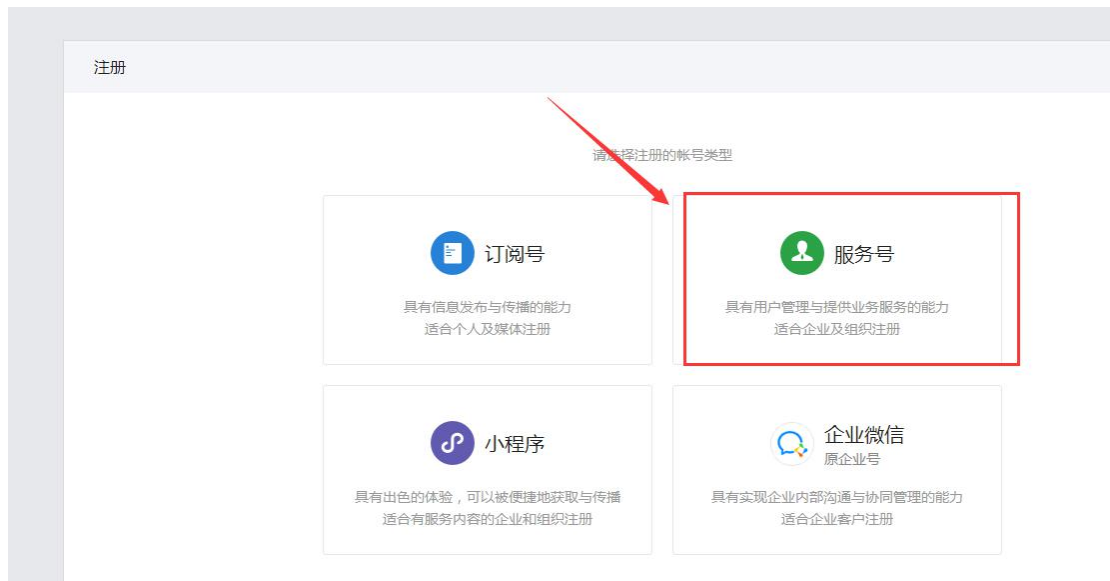 注册
请选择注册的帐号类型
订阅号
具有信息发布与传播的能力
适合个人及媒体注册
服务号
具有用户管理与提供业务服务的能力
适合企业及组织注册
小程序
具有出色的体验，可以被便捷地获取与传播
适合有服务内容的企业和组织注册
企业微信
原企业号
具有实现企业内部沟通与协同管理的能力
适合企业客户注册